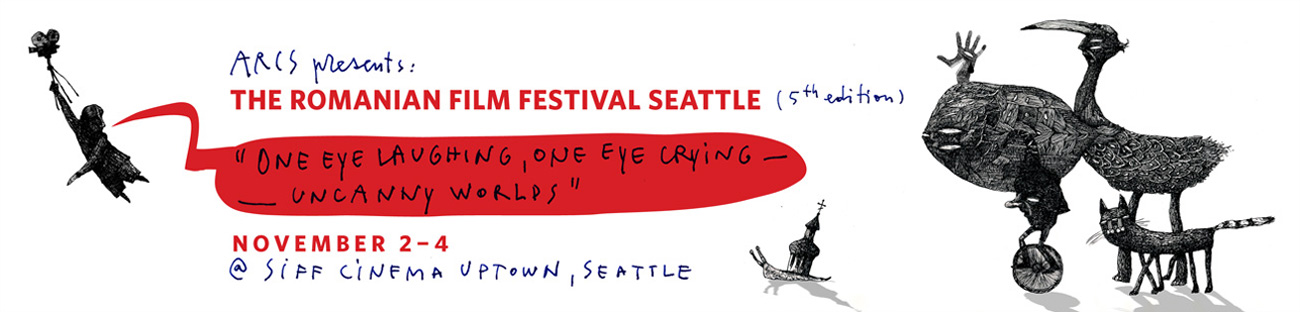 ARCS presents:
THE ROMANIAN FILM FESTIVAL SEATTLE (5th edition)
"ONE EYE LAUGHING, ONE EYE CRYING —
— UNCANNY WORLDS"
NOVEMBER 2–4
@ SIFF CINEMA UPTOWN, SEATTLE